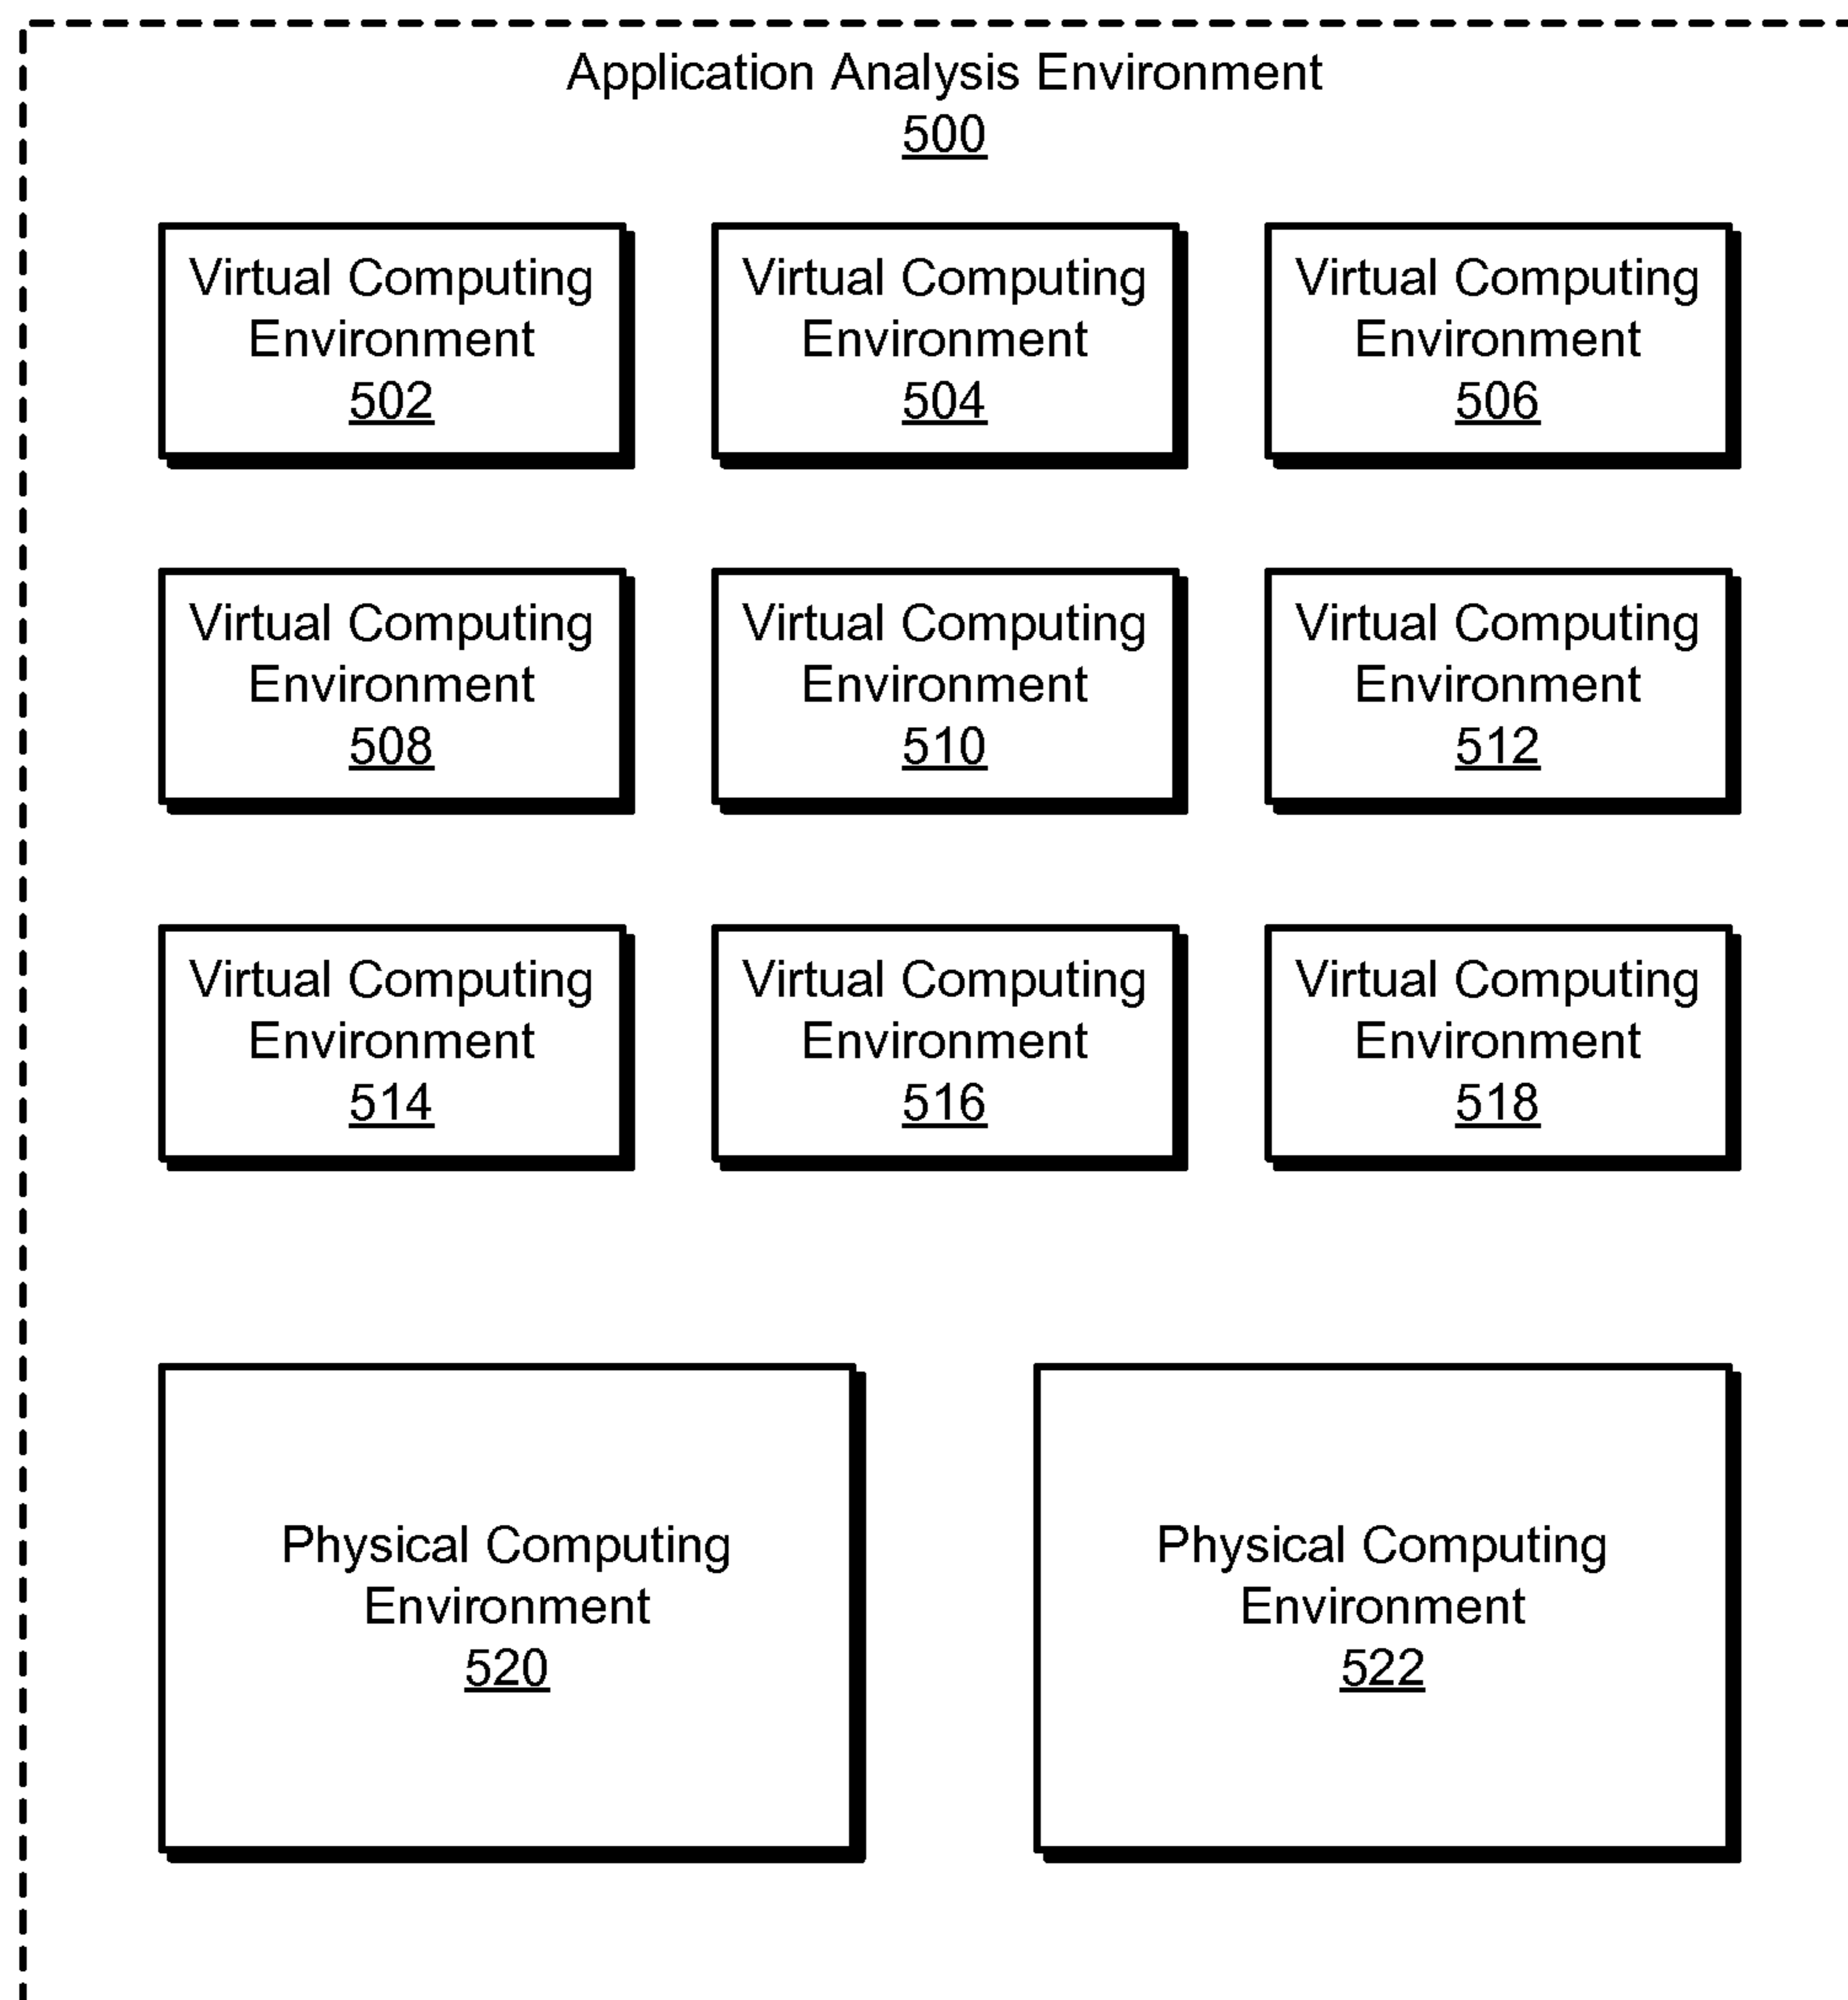 Application Analysis Environment
500
Virtual Computing
Environment
502
Virtual Computing
Environment
504
Virtual Computing
Environment
506
Virtual Computing
Environment
508
Virtual Computing
Environment
510
Virtual Computing
Environment
512
Virtual Computing
Environment
514
Virtual Computing
Environment
516
Virtual Computing
Environment
518
Physical Computing
Environment
520
Physical Computing
Environment
522